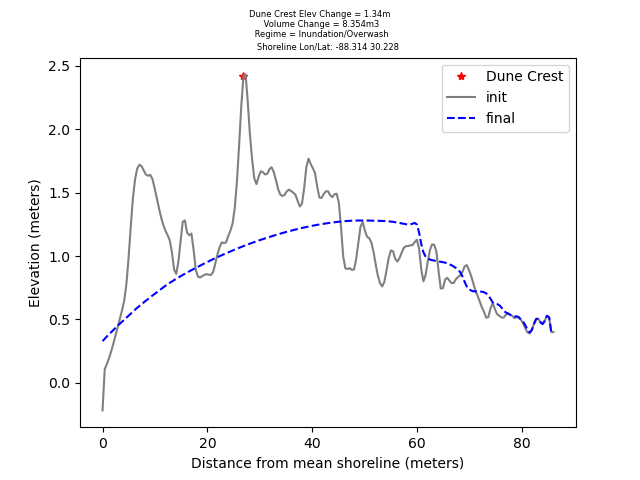 Dune Crest Elev Change = 1.34m
Volume Change = 8.354m3
Regime = Inundation/Overwash
Shoreline Lon/Lat: -88.314 30.228
2.5
2.0
1.5
1.0
0.5
0.0
Elevation (meters)
Dune Crest
init
final
0 20 40 60 80
Distance from mean shoreline (meters)